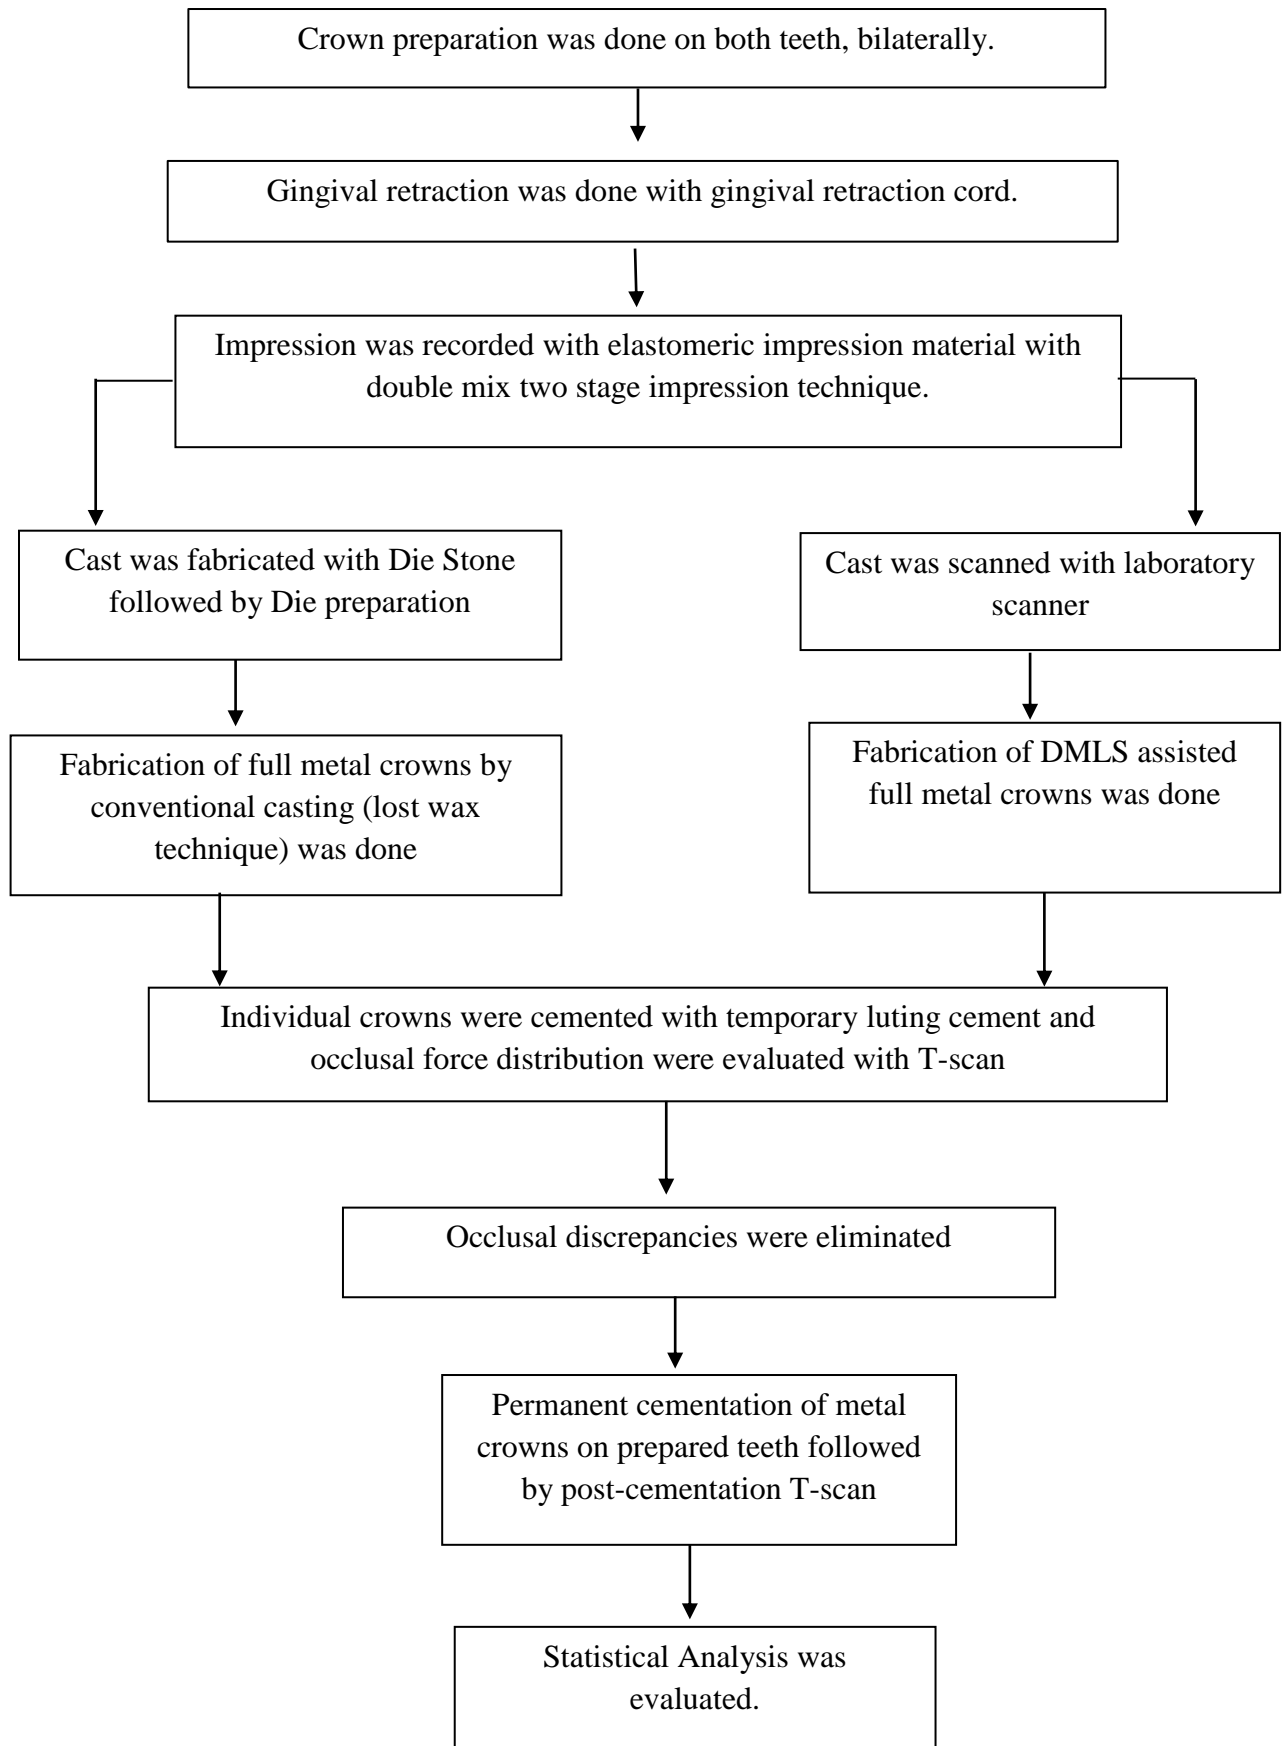 Crown preparation was done on both teeth, bilaterally.
Gingival retraction was done with gingival retraction cord.
Impression was recorded with elastomeric impression material with
double mix two stage impression technique.
Cast was fabricated with Die Stone
followed by Die preparation
Cast was scanned with laboratory
scanner
Fabrication of full metal crowns by
conventional casting (lost wax
technique) was done
Fabrication of DMLS assisted
full metal crowns was done
Individual crowns were cemented with temporary luting cement and
occlusal force distribution were evaluated with T-scan
Occlusal discrepancies were eliminated
Permanent cementation of metal
crowns on prepared teeth followed
by post-cementation T-scan
Statistical Analysis was
evaluated.